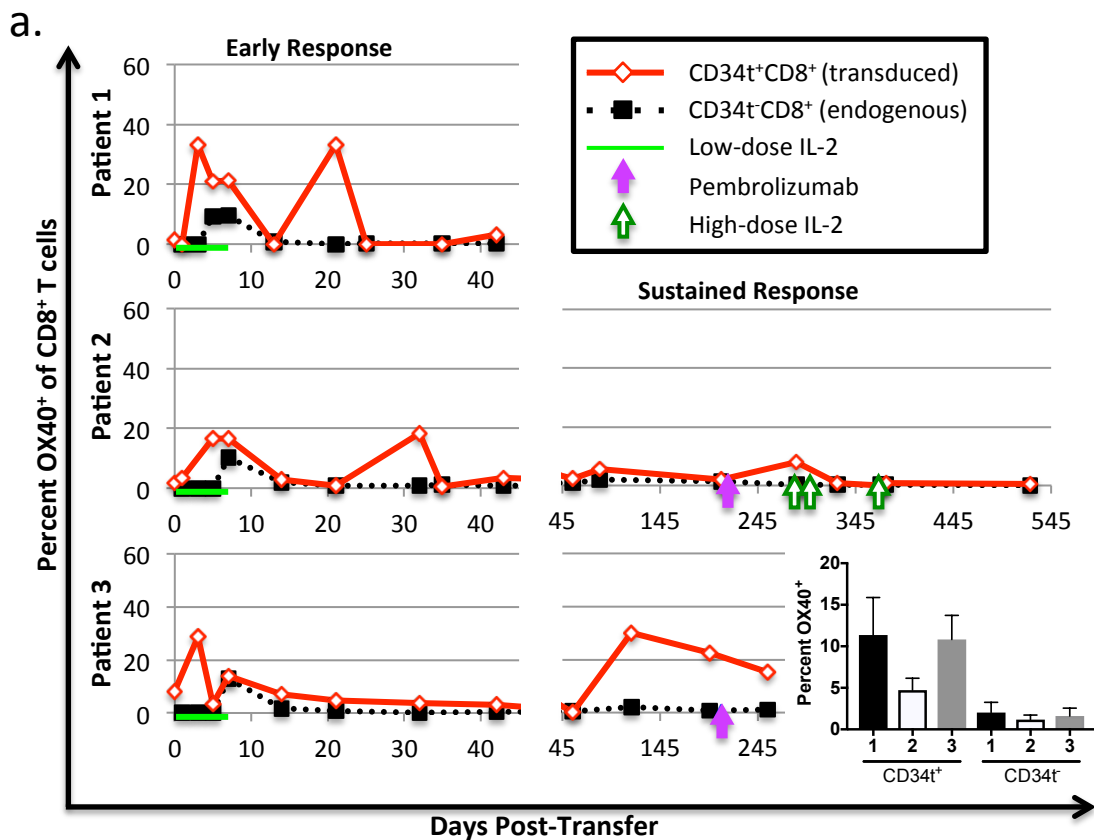 a.
Early Response
CD34t⁺CD8⁺ (transduced)
CD34t⁻CD8⁺ (endogenous)
Low-dose IL-2
Pembrolizumab
High-dose IL-2
Percent OX40⁺ of CD8⁺ T cells
Patient 1
60
40
20
0
0 10 20 30 40
Sustained Response
Patient 2
60
40
20
0
0 10 20 30 40
45 145 245 345 445 545
Patient 3
60
40
20
0
0 10 20 30 40
45 145 245
Percent OX40⁺
20
15
10
5
0
1 2 3 1 2 3
CD34t⁺ CD34t⁻
Days Post-Transfer